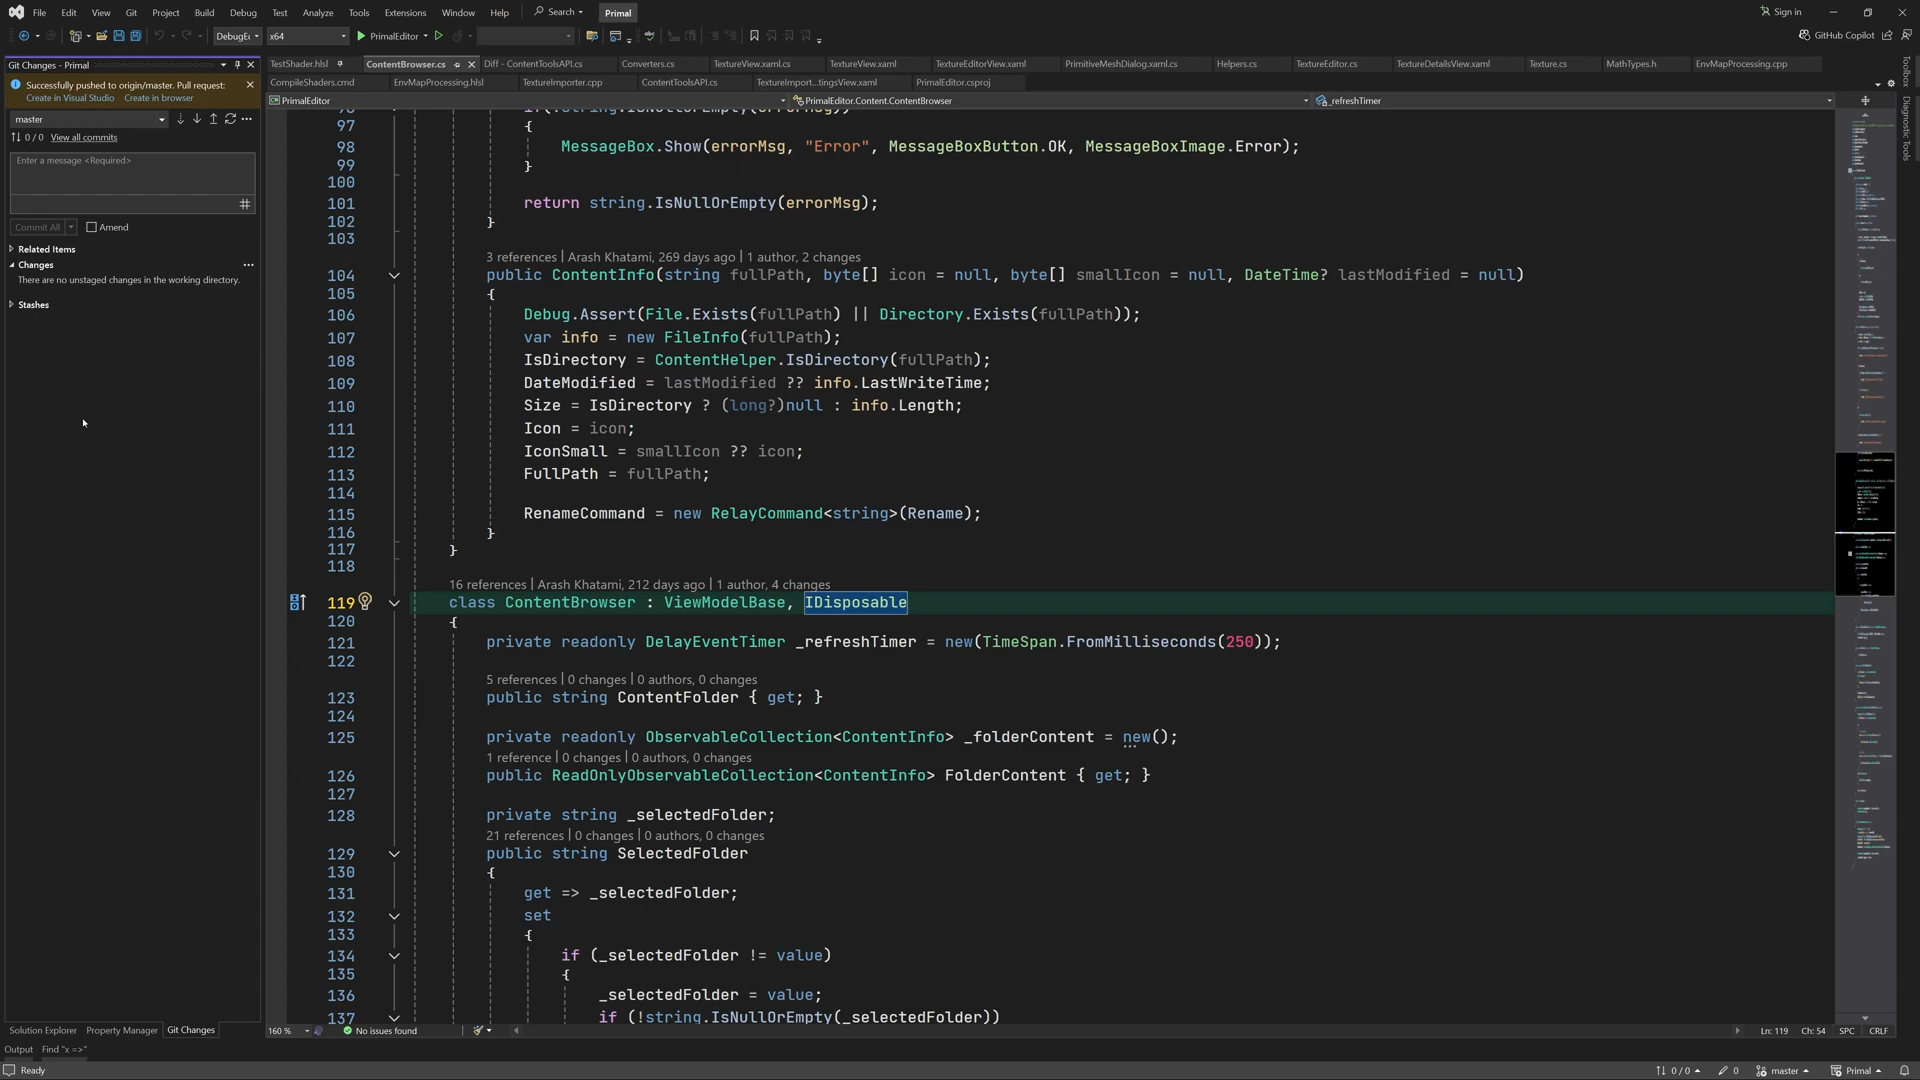 File Edit View Git Project Build Debug Test Analyze Tools Extensions Window Help Search Primal Sign in
DebugEc x64 PrimalEditor GitHub Copilot
Git Changes - Primal
Successfully pushed to origin/master. Pull request:
Create in Visual Studio Create in browser
master
0 / 0 View all commits
Enter a message <Required>
Commit All Amend
Related Items
Changes
There are no unstaged changes in the working directory.
Stashes
TestShader.hlsl ContentBrowser.cs Diff - ContentToolsAPI.cs Converters.cs TextureView.xaml.cs TextureView.xaml TextureEditorView.xaml PrimitiveMeshDialog.xaml.cs Helpers.cs TextureEditor.cs TextureDetailsView.xaml Texture.cs MathTypes.h EnvMapProcessing.cpp
CompileShaders.cmd EnvMapProcessing.hlsl TextureImporter.cpp ContentToolsAPI.cs TextureImport...tingsView.xaml PrimalEditor.csproj
PrimalEditor PrimalEditor.Content.ContentBrowser _refreshTimer
97 {
98 MessageBox.Show(errorMsg, "Error", MessageBoxButton.OK, MessageBoxImage.Error);
99 }
100
101 return string.IsNullOrEmpty(errorMsg);
102 }
103
3 references | Arash Khatami, 269 days ago | 1 author, 2 changes
104 public ContentInfo(string fullPath, byte[] icon = null, byte[] smallIcon = null, DateTime? lastModified = null)
105 {
106 Debug.Assert(File.Exists(fullPath) || Directory.Exists(fullPath));
107 var info = new FileInfo(fullPath);
108 IsDirectory = ContentHelper.IsDirectory(fullPath);
109 DateModified = lastModified ?? info.LastWriteTime;
110 Size = IsDirectory ? (long?)null : info.Length;
111 Icon = icon;
112 IconSmall = smallIcon ?? icon;
113 FullPath = fullPath;
114
115 RenameCommand = new RelayCommand<string>(Rename);
116 }
117 }
118
16 references | Arash Khatami, 212 days ago | 1 author, 4 changes
119 class ContentBrowser : ViewModelBase, IDisposable
120 {
121 private readonly DelayEventTimer _refreshTimer = new(TimeSpan.FromMilliseconds(250));
122
5 references | 0 changes | 0 authors, 0 changes
123 public string ContentFolder { get; }
124
125 private readonly ObservableCollection<ContentInfo> _folderContent = new();
1 reference | 0 changes | 0 authors, 0 changes
126 public ReadOnlyObservableCollection<ContentInfo> FolderContent { get; }
127
128 private string _selectedFolder;
21 references | 0 changes | 0 authors, 0 changes
129 public string SelectedFolder
130 {
131 get => _selectedFolder;
132 set
133 {
134 if (_selectedFolder != value)
135 {
136 _selectedFolder = value;
137 if (!string.IsNullOrEmpty(_selectedFolder))
Toolbox
Diagnostic Tools
Solution Explorer Property Manager Git Changes
160 % No issues found Ln: 119 Ch: 54 SPC CRLF
Output Find "x =>"
Ready 0 / 0 0 master Primal